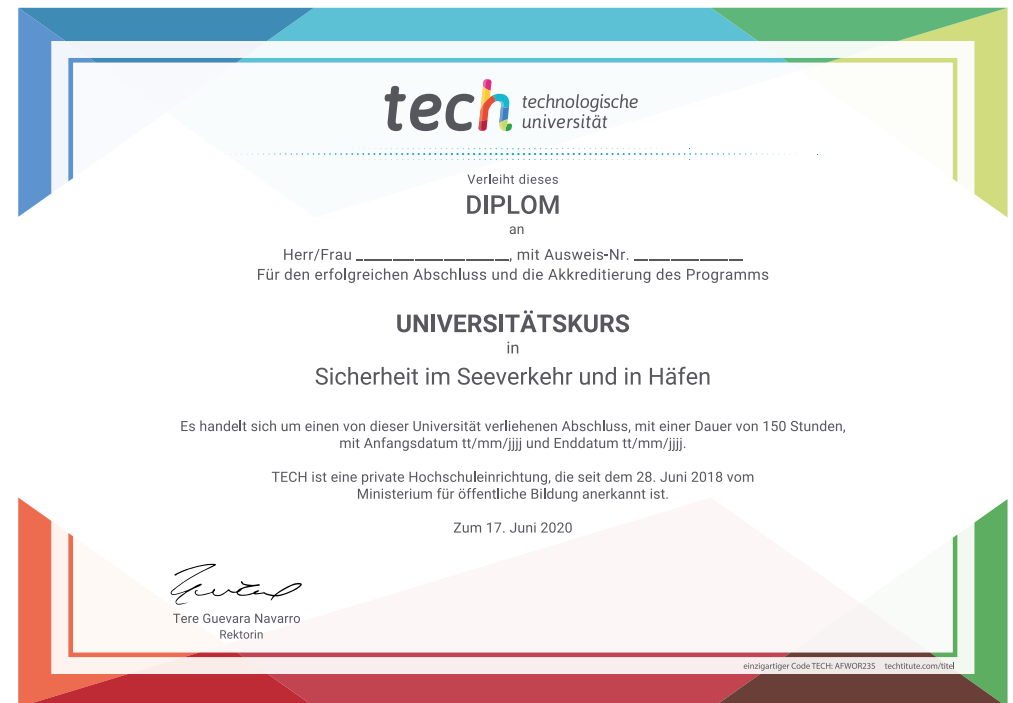 tech technologische
universität
Verleiht dieses
DIPLOM
an
Herr/Frau ____________________, mit Ausweis-Nr. ______________
Für den erfolgreichen Abschluss und die Akkreditierung des Programms
UNIVERSITÄTSKURS
in
Sicherheit im Seeverkehr und in Häfen
Es handelt sich um einen von dieser Universität verliehenen Abschluss, mit einer Dauer von 150 Stunden,
mit Anfangsdatum tt/mm/jjjj und Enddatum tt/mm/jjjj.
TECH ist eine private Hochschuleinrichtung, die seit dem 28. Juni 2018 vom
Ministerium für öffentliche Bildung anerkannt ist.
Zum 17. Juni 2020
Tere Guevara Navarro
Rektorin
einzigartiger Code TECH: AFWOR23S techtitute.com/titel